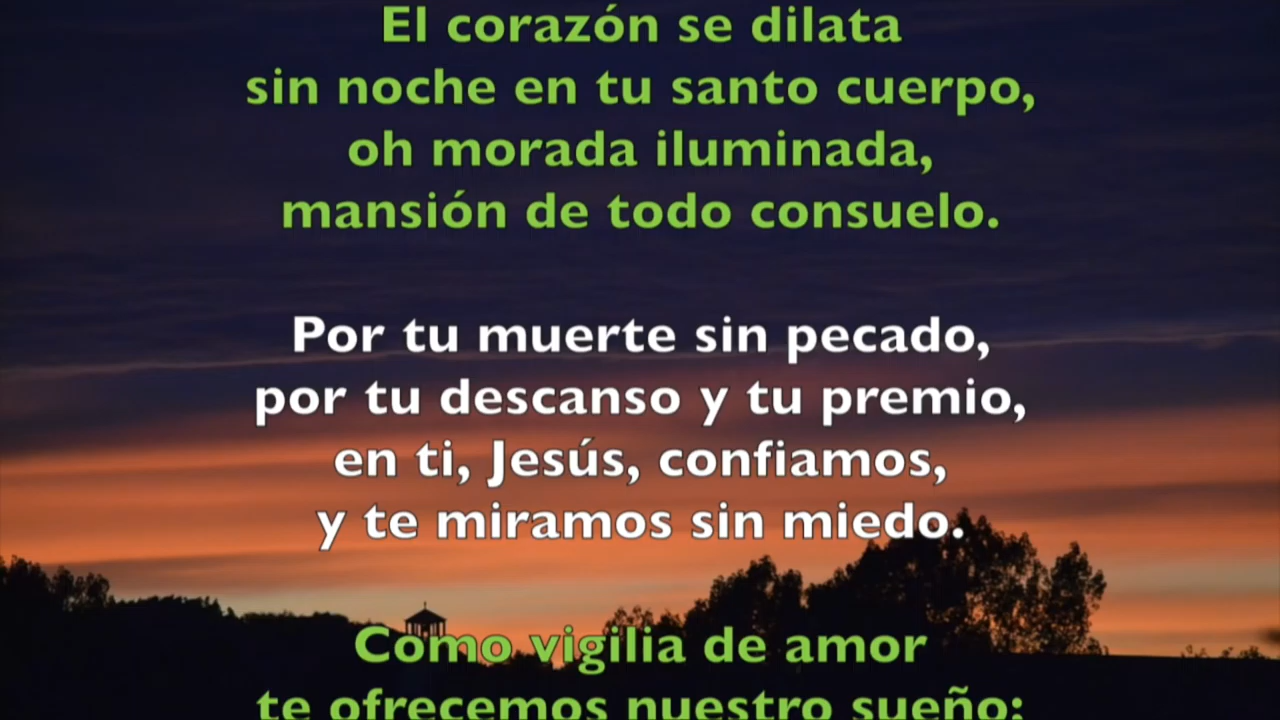 El corazón se dilata
sin noche en tu santo cuerpo,
oh morada iluminada,
mansión de todo consuelo.
Por tu muerte sin pecado,
por tu descanso y tu premio,
en ti, Jesús, confiamos,
y te miramos sin miedo.
Como vigilia de amor
te ofrecemos nuestro sueño;